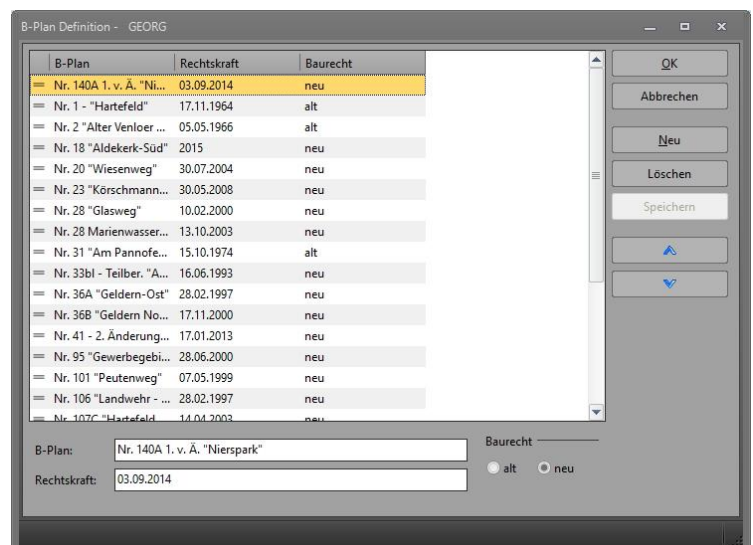 B-Plan Definition - GEORG
B-Plan Rechtskraft Baurecht
Nr. 140A 1. v. Ä. "Ni... 03.09.2014 neu
Nr. 1 - "Hartefeld" 17.11.1964 alt
Nr. 2 "Alter Venloer ... 05.05.1966 alt
Nr. 18 "Aldekerk-Süd" 2015 neu
Nr. 20 "Wiesenweg" 30.07.2004 neu
Nr. 23 "Körschmann... 30.05.2008 neu
Nr. 28 "Glasweg" 10.02.2000 neu
Nr. 28 Marienwasser... 13.10.2003 neu
Nr. 31 "Am Pannofe... 15.10.1974 alt
Nr. 33bl - Teilber. "A... 16.06.1993 neu
Nr. 36A "Geldern-Ost" 28.02.1997 neu
Nr. 36B "Geldern No... 17.11.2000 neu
Nr. 41 - 2. Änderung... 17.01.2013 neu
Nr. 95 "Gewerbegebi... 28.06.2000 neu
Nr. 101 "Peutenweg" 07.05.1999 neu
Nr. 106 "Landwehr - ... 28.02.1997 neu
Nr. 107C "Hartefeld 14.04.2003 neu
OK
Abbrechen
Neu
Löschen
Speichern
B-Plan: Nr. 140A 1. v. Ä. "Nierspark"
Rechtskraft: 03.09.2014
Baurecht
alt neu